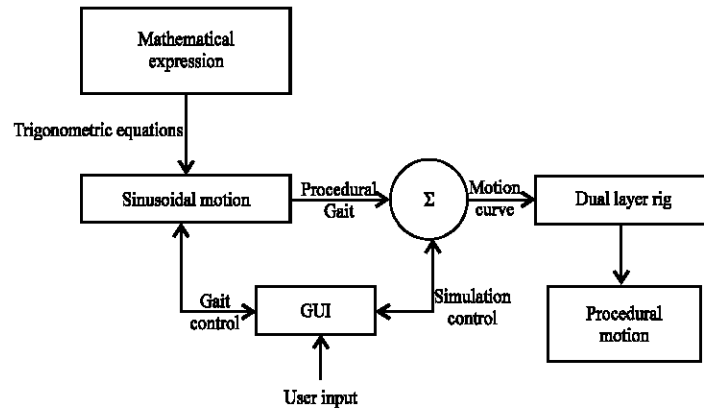 Mathematical
expression
Trigonometric equations
Sinusoidal motion
Procedural
Gait
Σ
Motion
curve
Dual layer rig
Gait
control
GUI
Simulation
control
Procedural
motion
User input